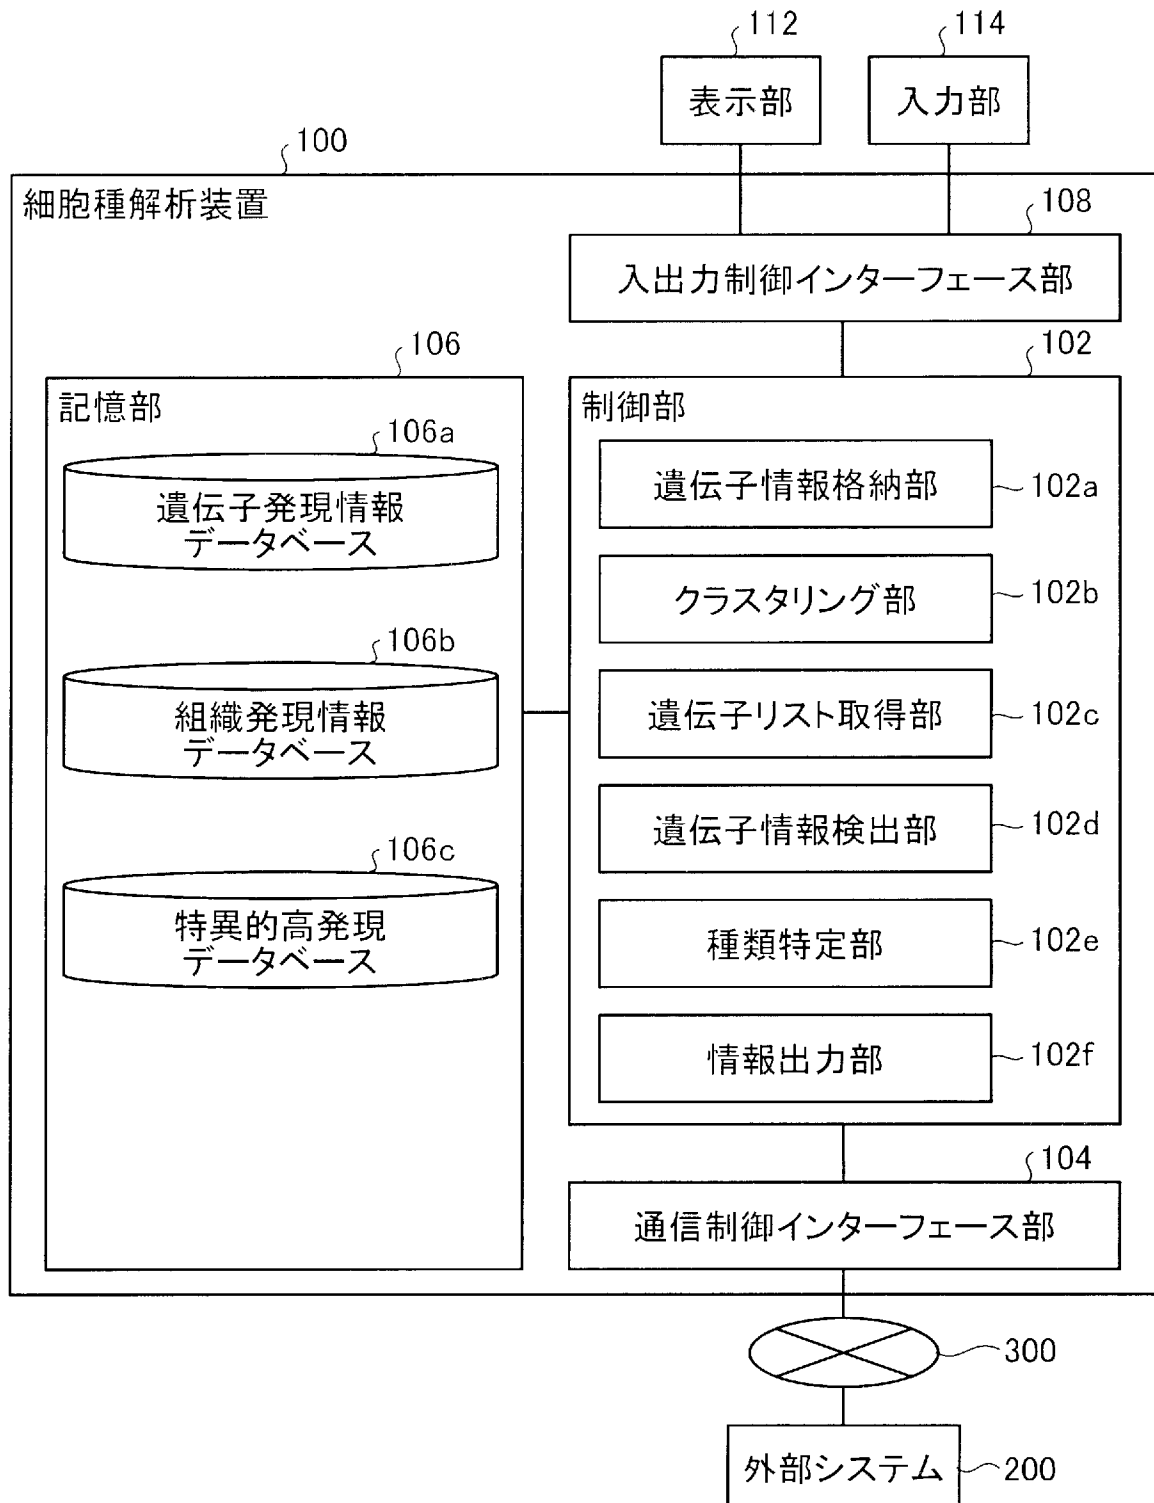 112
114
表示部
入力部
100
細胞種解析装置
108
入出力制御インターフェース部
106
102
記憶部
制御部
106a
遺伝子発現情報
データベース
遺伝子情報格納部
102a
クラスタリング部
102b
106b
組織発現情報
データベース
遺伝子リスト取得部
102c
遺伝子情報検出部
102d
106c
特異的高発現
データベース
種類特定部
102e
情報出力部
102f
104
通信制御インターフェース部
300
外部システム
200